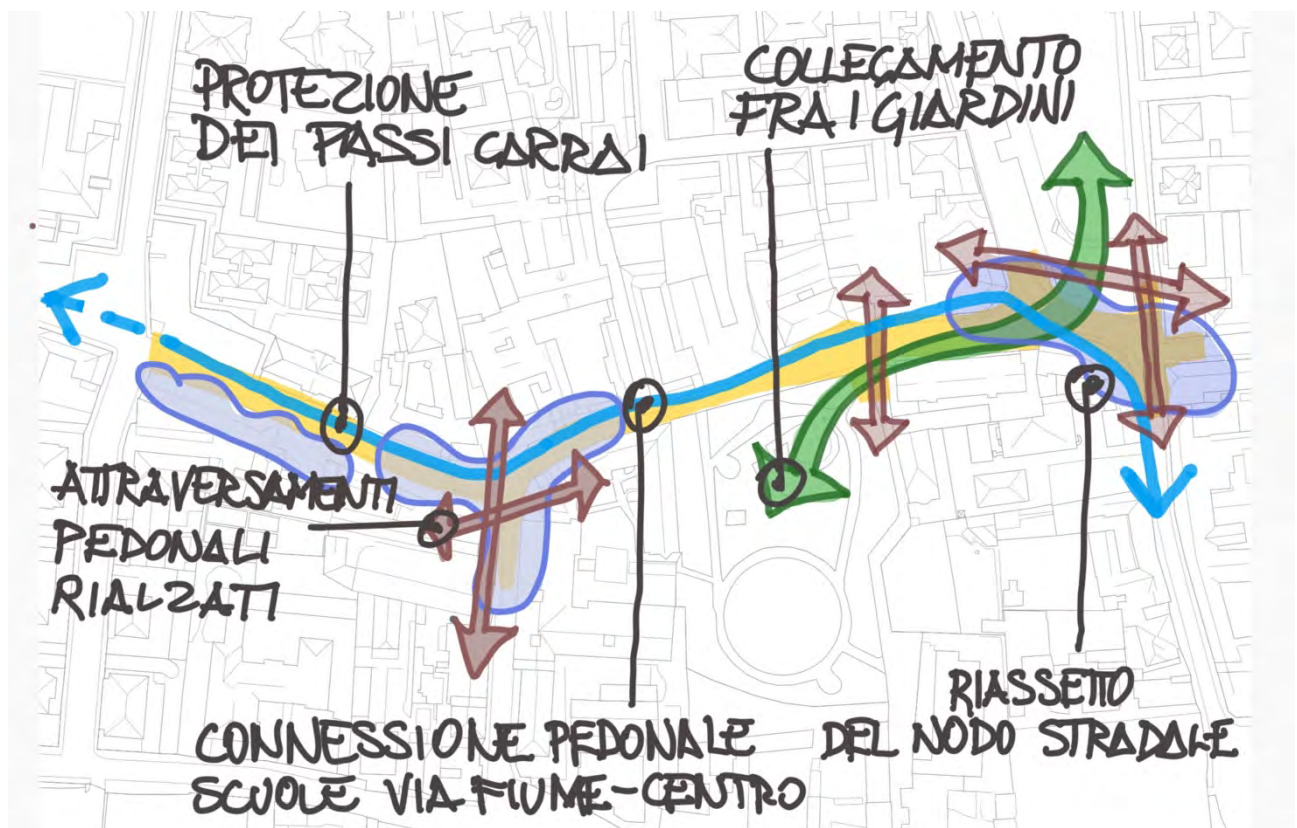 PROTEZIONE
DEI PASSI CARRAI
COLLEGAMENTO
FRA I GIARDINI
ATTRAVERSAMENTI
PEDONALI
RIALZATI
CONNESSIONE PEDONALE
SCUOLE VIA FIUME-CENTRO
RIASSETTO
DEL NODO STRADALE